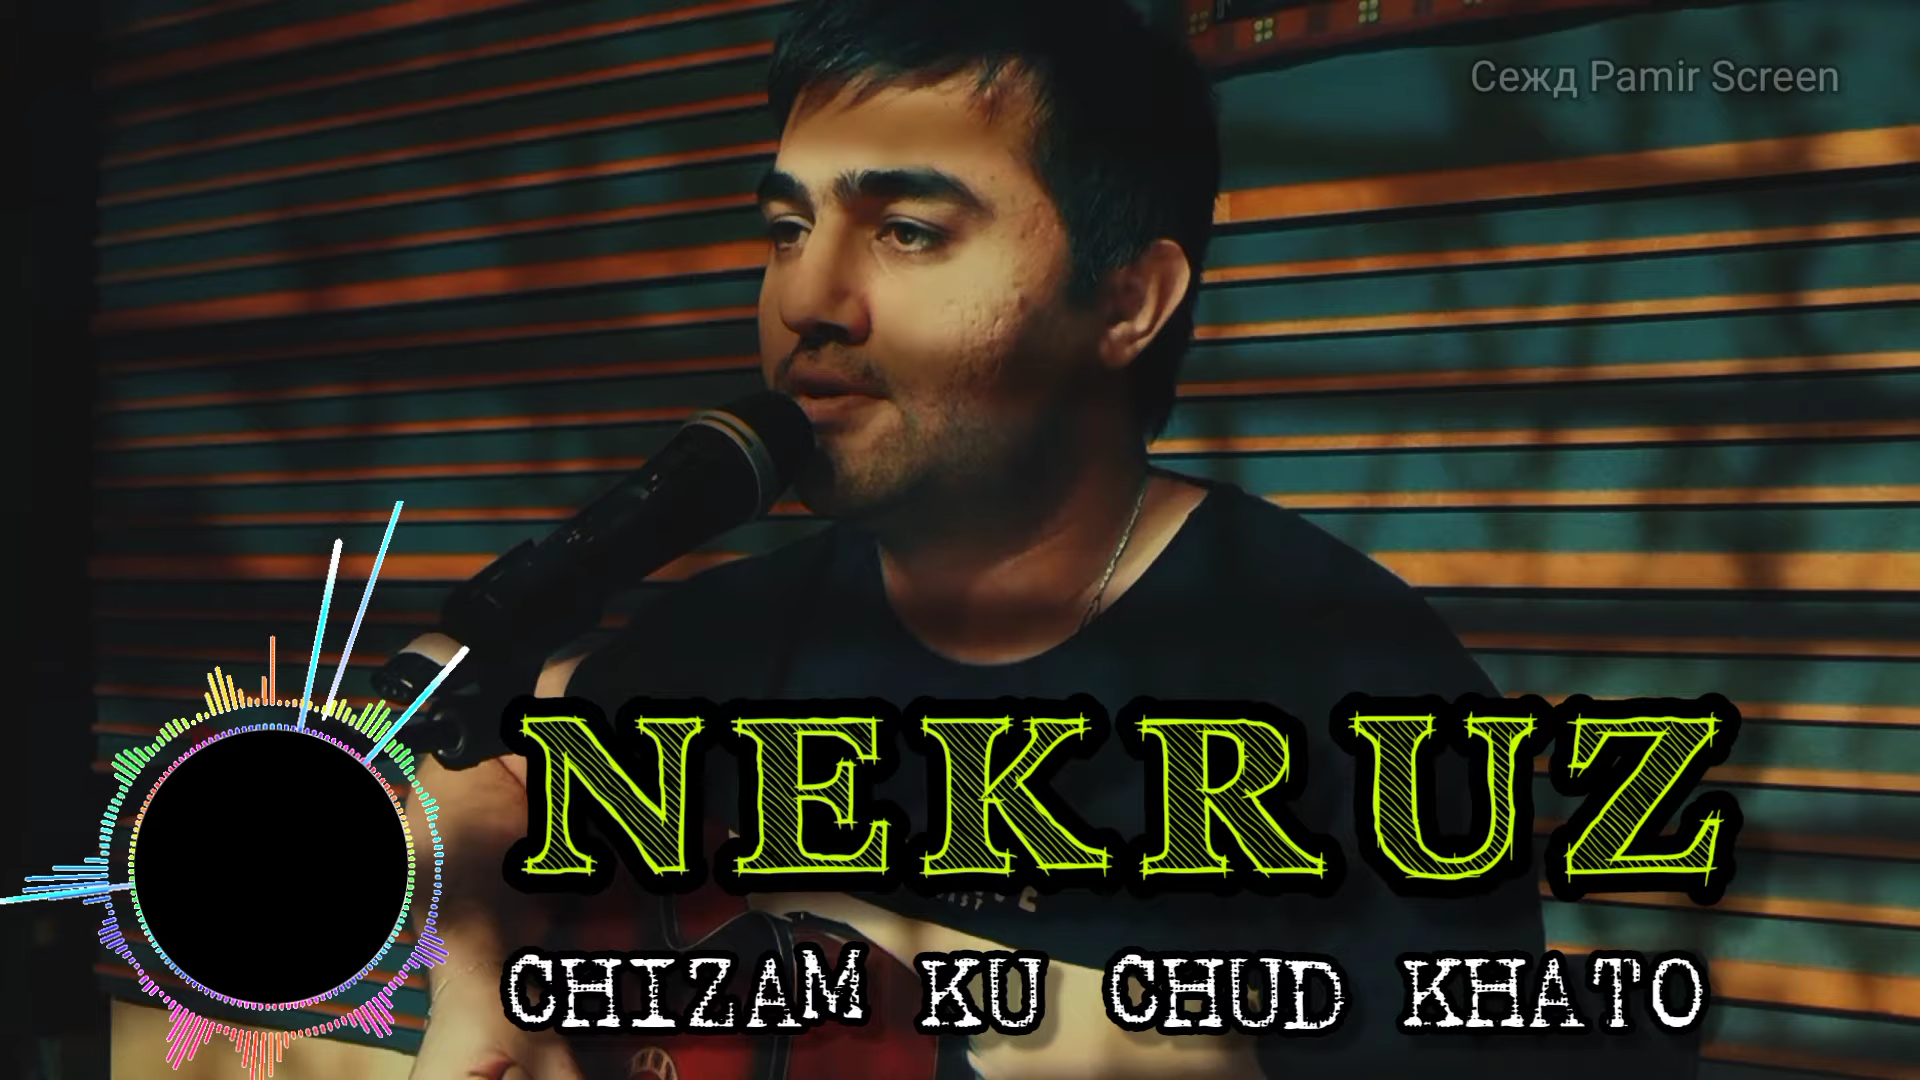 Сежд Pamir Screen
NEKRUZ
CHIZAM KU CHUD KHATO